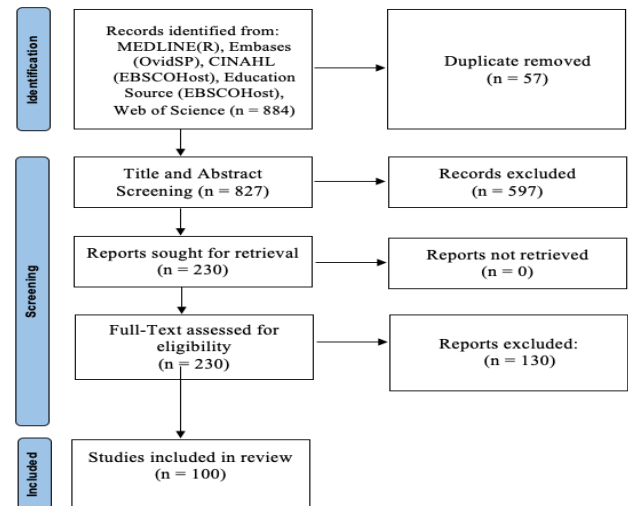 Identification
Records identified from:
MEDLINE(R), Embases
(OvidSP), CINAHL
(EBSCOHost), Education
Source (EBSCOHost),
Web of Science (n = 884)
Duplicate removed
(n = 57)
Screening
Title and Abstract
Screening (n = 827)
Records excluded
(n = 597)
Reports sought for retrieval
(n = 230)
Reports not retrieved
(n = 0)
Full-Text assessed for
eligibility
(n = 230)
Reports excluded:
(n = 130)
Included
Studies included in review
(n = 100)